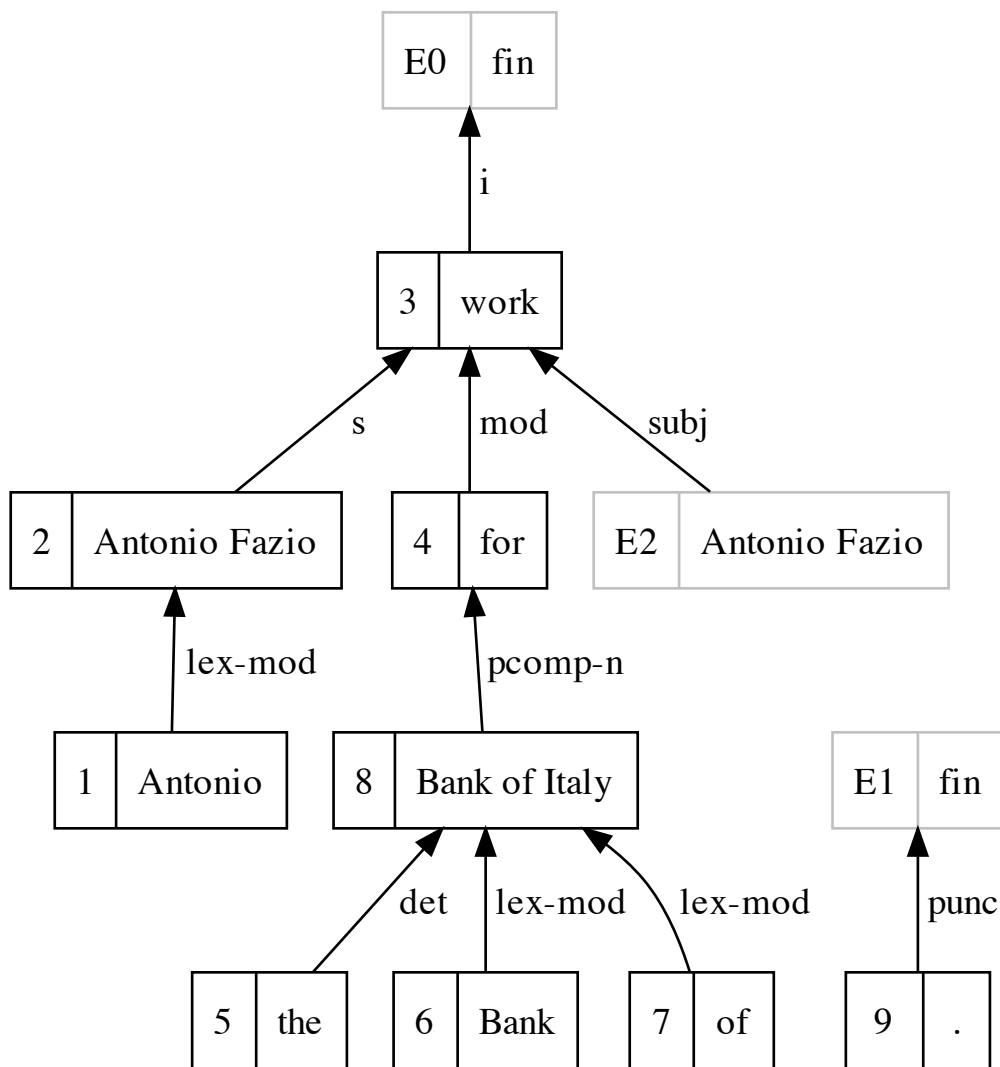 E0 fin
i
3 work
s mod subj
2 Antonio Fazio 4 for E2 Antonio Fazio
lex-mod pcomp-n
1 Antonio 8 Bank of Italy E1 fin
det lex-mod lex-mod punc
5 the 6 Bank 7 of 9 .